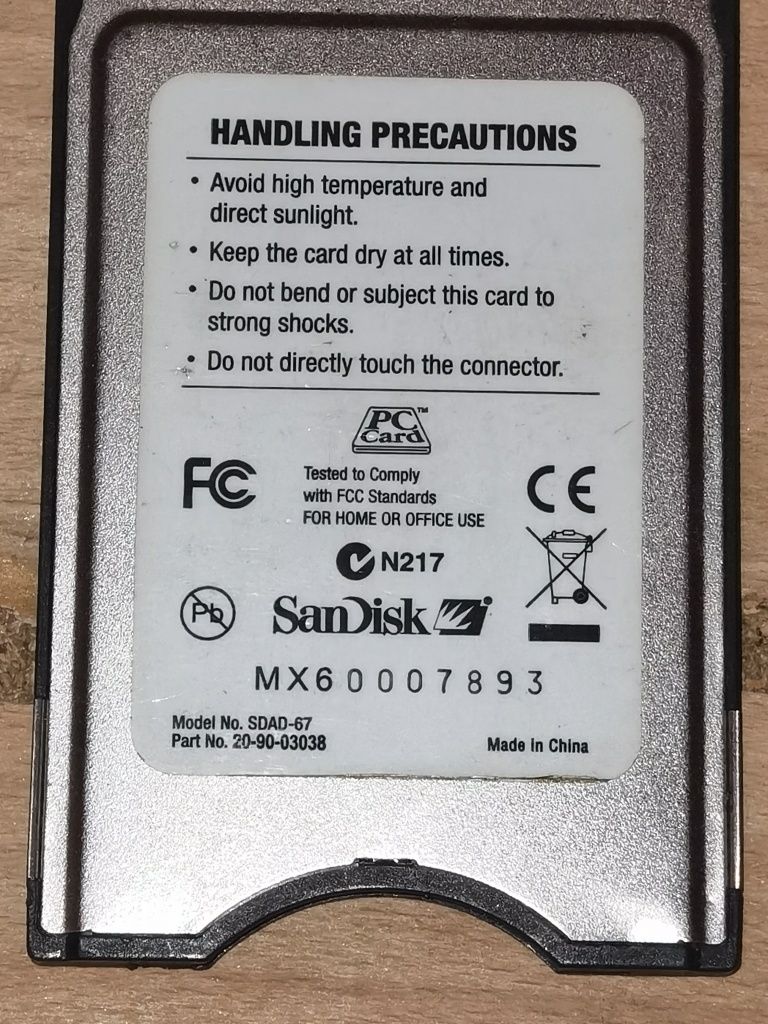 HANDLING PRECAUTIONS
• Avoid high temperature and
direct sunlight.
• Keep the card dry at all times.
• Do not bend or subject this card to
strong shocks.
• Do not directly touch the connector.
PC™
Card
FC
Tested to Comply
with FCC Standards
FOR HOME OR OFFICE USE
CE
N217
Pb
SanDisk
MX60007893
Model No. SDAD-67
Part No. 20-90-03038
Made in China